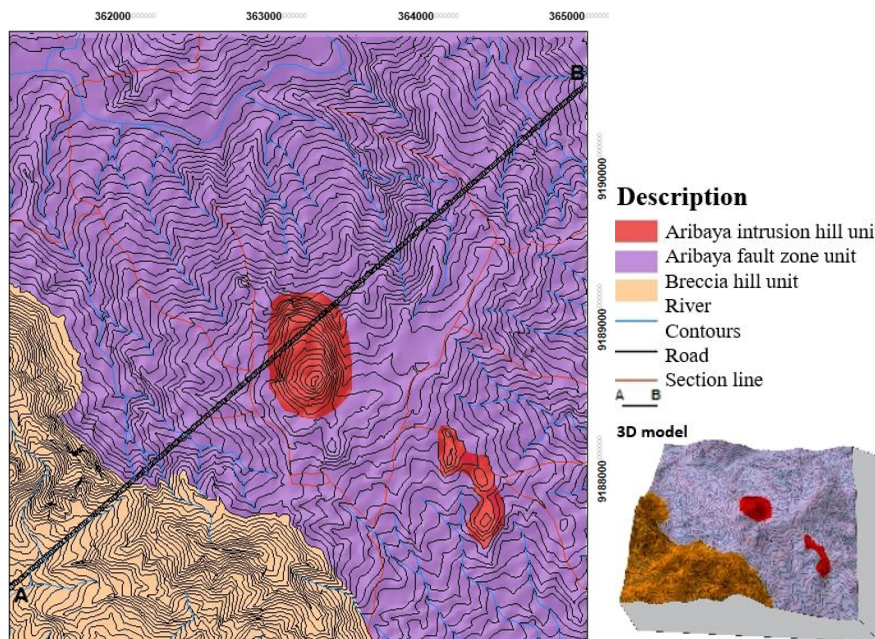 362000 363000 364000 365000
B
9190000
9189000
9188000
A
Description
Aribaya intrusion hill uni
Aribaya fault zone unit
Breccia hill unit
River
Contours
Road
Section line
A B
3D model